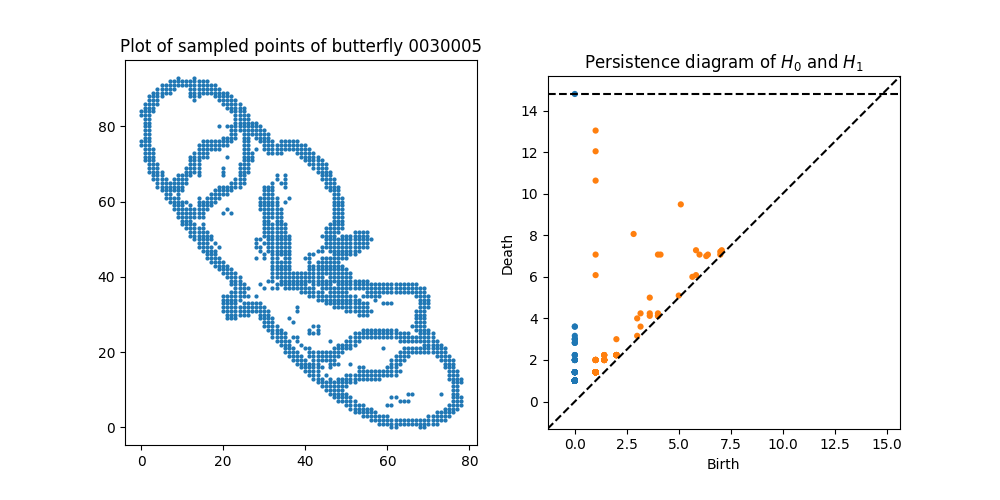 Plot of sampled points of butterfly 0030005
80
60
40
20
0
0 20 40 60 80
Persistence diagram of H₀ and H₁
Death
14
12
10
8
6
4
2
0
0.0 2.5 5.0 7.5 10.0 12.5 15.0
Birth